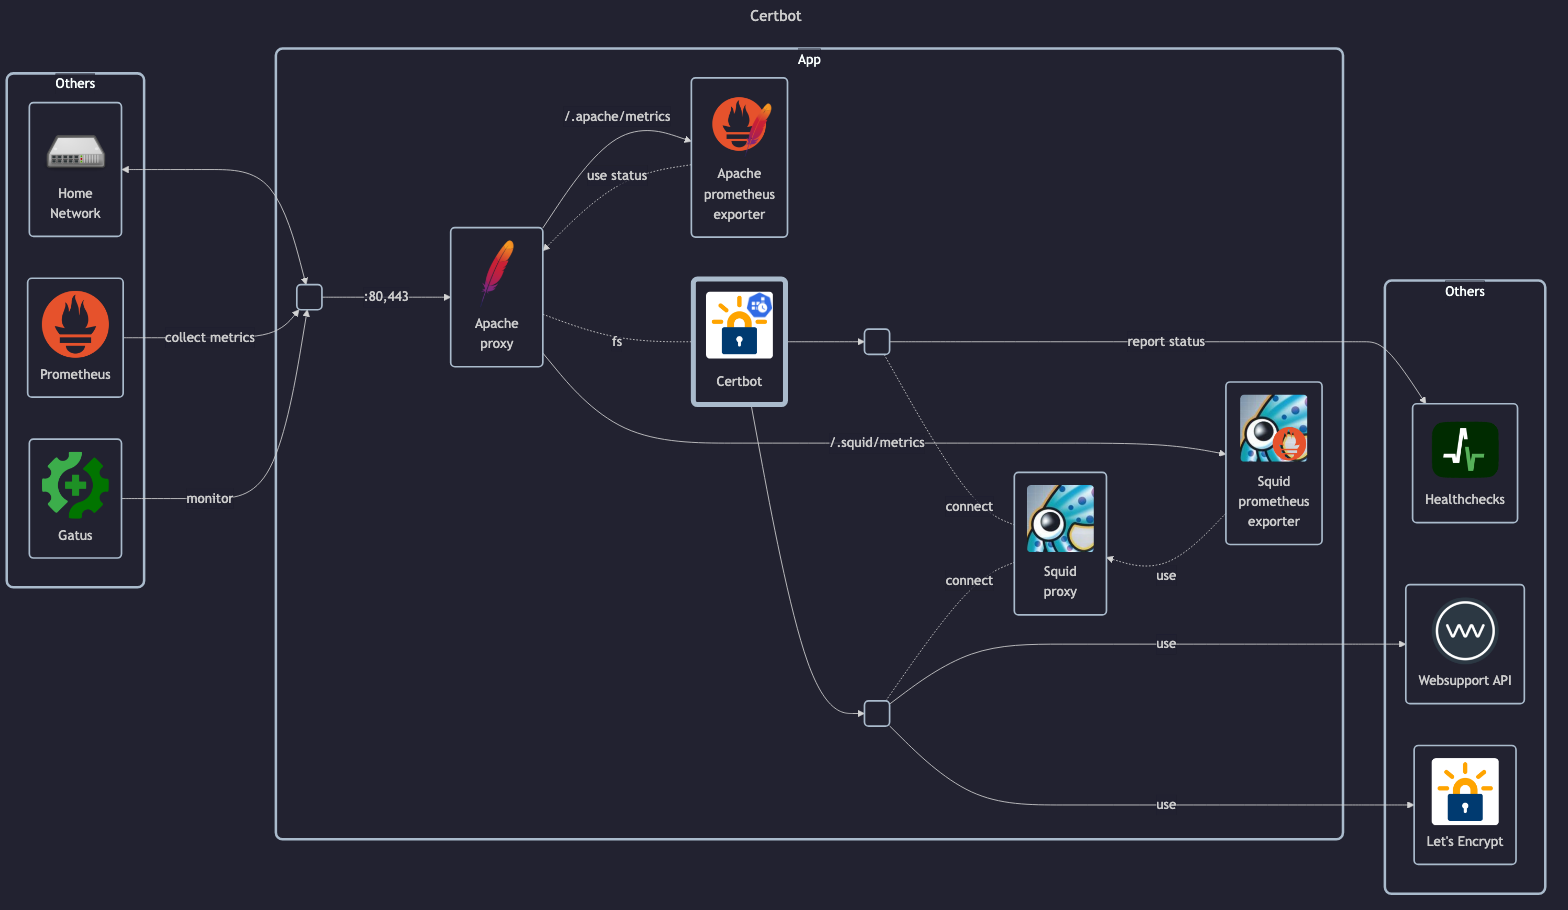 Certbot
Others
Home
Network
Prometheus
Gatus
collect metrics
monitor
App
:80,443
Apache
proxy
/.apache/metrics
use status
Apache
prometheus
exporter
fs
Certbot
/.squid/metrics
report status
connect
connect
Squid
proxy
use
Squid
prometheus
exporter
use
use
Others
Healthchecks
Websupport API
Let's Encrypt